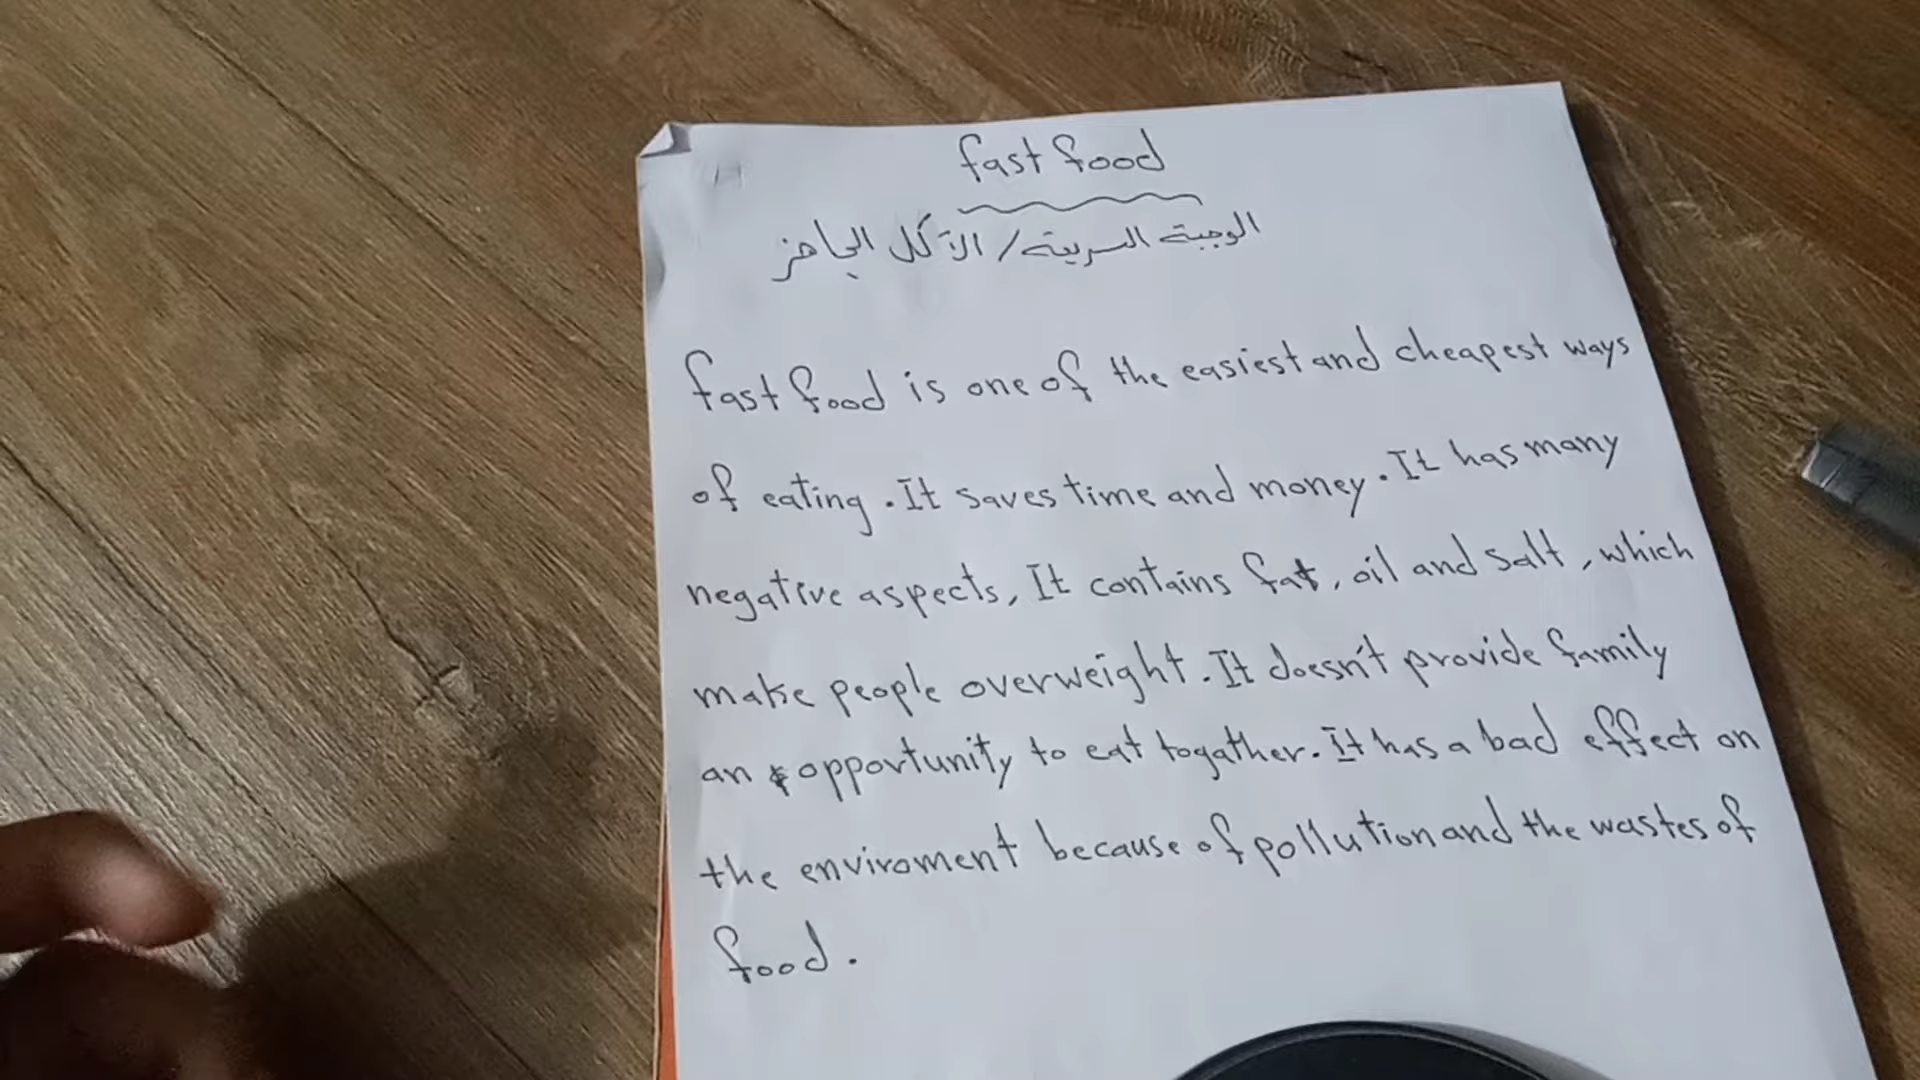 fast food
الوجبة السريعة / الآكل الجاهز
fast food is one of the easiest and cheapest ways
of eating. It saves time and money. It has many
negative aspects, It contains fat, oil and salt, which
make people overweight. It doesn't provide family
an opportunity to eat togather. It has a bad effect on
the enviroment because of pollution and the wastes of
food.